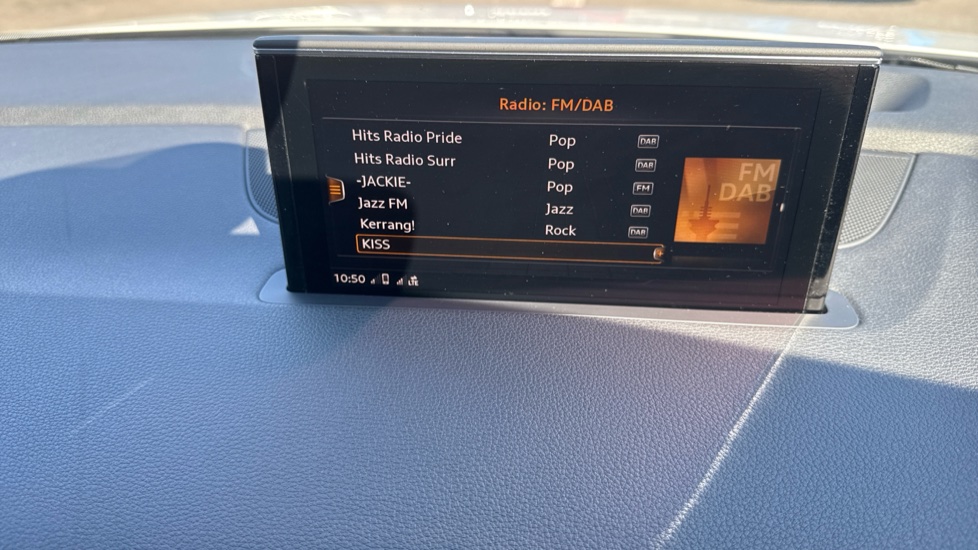 Radio: FM/DAB
Hits Radio Pride Pop DAB
Hits Radio Surr Pop DAB
-JACKIE- Pop FM
Jazz FM Jazz DAB
Kerrang! Rock DAB
KISS
FM
DAB
10:50 LTE